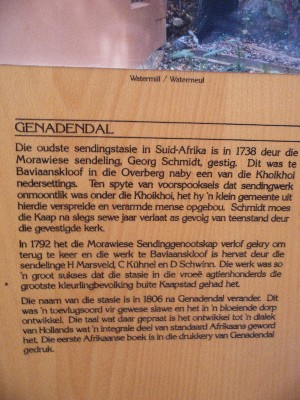 Watermill / Watermeul
GENADENDAL
Die oudste sendingstasie in Suid-Afrika is in 1738 deur die
Morawiese sendeling, Georg Schmidt, gestig. Dit was te
Baviaanskloof in die Overberg naby een van die Khoikhoi
nedersettings. Ten spyte van voorspooksels dat sendingwerk
onmoontlik was onder die Khoikhoi, het hy 'n klein gemeente uit
hierdie verspreide en verarmde mense opgebou. Schmidt moes
die Kaap na slegs sewe jaar verlaat as gevolg van teenstand deur
die gevestigde kerk.
In 1792 het die Morawiese Sendinggenootskap verlof gekry om
terug te keer en die werk te Baviaanskloof is hervat deur die
sendelinge H Marsveld, C Kühnel en D Schwinn. Die werk was so
'n groot sukses dat die stasie in die vroeë agtienhonderds die
grootste kleurlingbevolking buite Kaapstad gehad het.
Die naam van die stasie is in 1806 na Genadendal verander. Dit
was 'n toevlugsoord vir gewese slawe en het in 'n bloeiende dorp
ontwikkel. Die taal wat daar gepraat is het ontwikkel tot 'n dialek
van Hollands wat 'n integrale deel van standaard Afrikaans geword
het. Die eerste Afrikaanse boek is in die drukkery van Genadendal
gedruk.